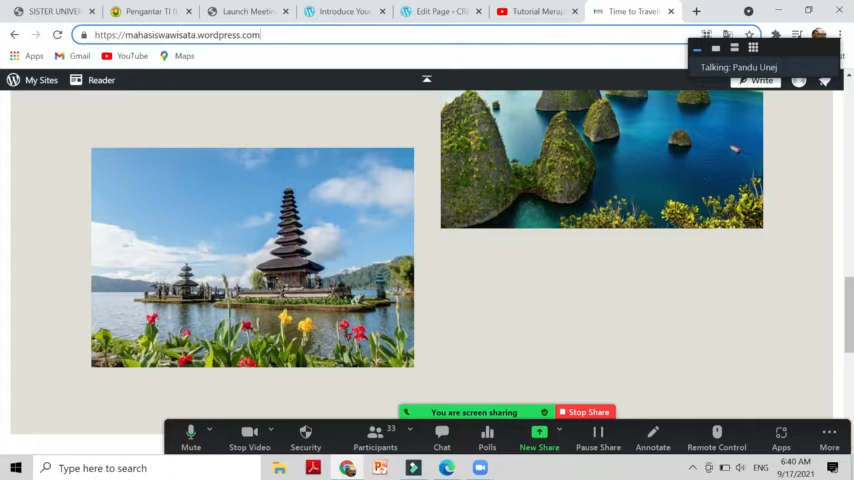 SISTER UNIVER
Pengantar TI (
Launch Meetin
Introduce Your
Edit Page ‹ CR
Tutorial Meraj
Time to Travell
https://mahasiswawisata.wordpress.com
Apps
Gmail
YouTube
Maps
Talking: Pandu Unej
My Sites
Reader
Write
You are screen sharing
Stop Share
33
Mute
Stop Video
Security
Participants
Chat
Polls
New Share
Pause Share
Annotate
Remote Control
Apps
More
Type here to search
ENG
6:40 AM
9/17/2021